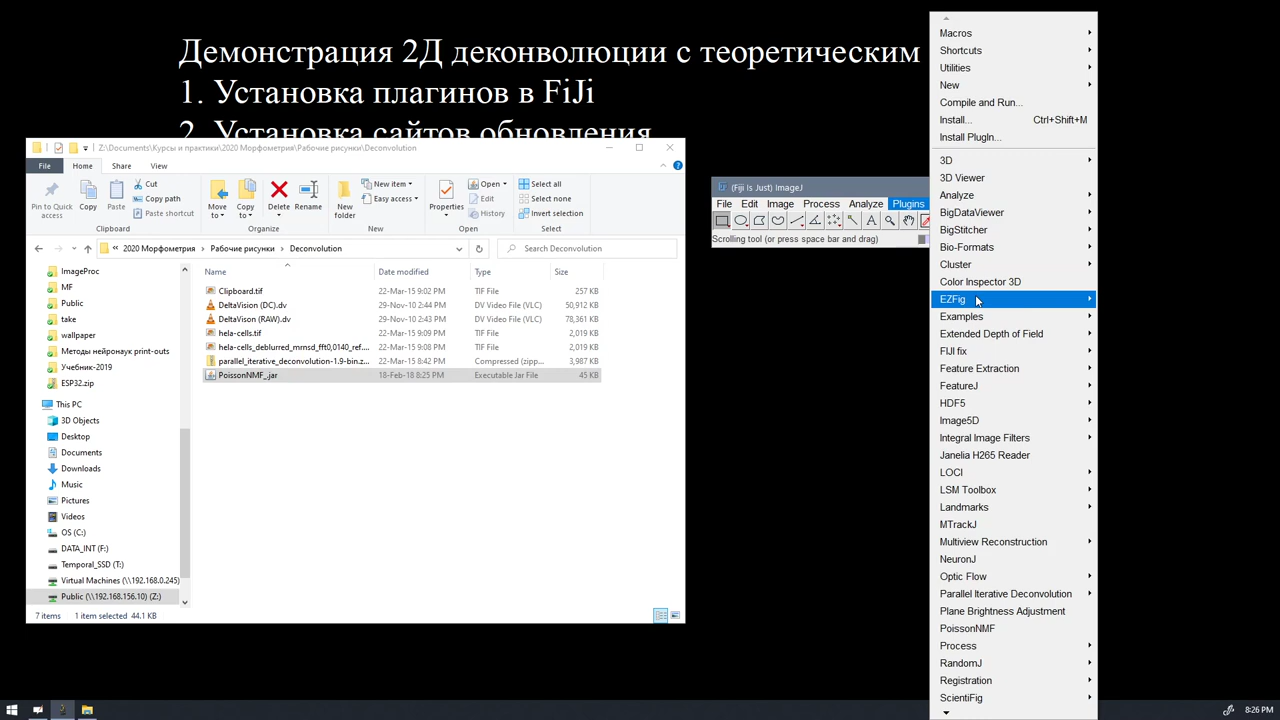 Демонстрация 2Д деконволюции с теоретическим
1. Установка плагинов в FiJi
2. Установка сайтов обновления
Z:\Documents\Курсы и практики\2020 Морфометрия\Рабочие рисунки\Deconvolution
File Home Share View
Pin to Quick access
Copy
Paste
Cut
Copy path
Paste shortcut
Clipboard
Move to
Copy to
Delete
Rename
Organize
New folder
New item
Easy access
New
Properties
Open
Edit
History
Open
Select all
Select none
Invert selection
Select
« 2020 Морфометрия › Рабочие рисунки › Deconvolution
Search Deconvolution
ImageProc
MF
Public
take
wallpaper
Методы нейронаук print-outs
Учебник-2019
ESP32.zip
This PC
3D Objects
Desktop
Documents
Downloads
Music
Pictures
Videos
OS (C:)
DATA_INT (F:)
Temporal_SSD (T:)
Virtual Machines (\\192.168.0.245)
Public (\\192.168.156.10) (Z:)
Name Date modified Type Size
Clipboard.tif 22-Mar-15 9:02 PM TIF File 257 KB
DeltaVision (DC).dv 29-Nov-10 2:44 PM DV Video File (VLC) 50,912 KB
DeltaVison (RAW).dv 29-Nov-10 2:44 PM DV Video File (VLC) 78,361 KB
hela-cells.tif 22-Mar-15 9:09 PM TIF File 2,019 KB
hela-cells_deblurred_mrnsd_fft0,0140_ref.... 22-Mar-15 9:08 PM TIF File 2,019 KB
parallel_iterative_deconvolution-1.9-bin.z... 22-Mar-15 8:42 PM Compressed (zipp... 3,987 KB
PoissonNMF_.jar 18-Feb-18 8:25 PM Executable Jar File 45 KB
7 items 1 item selected 44.1 KB
(Fiji Is Just) ImageJ
File Edit Image Process Analyze Plugins
Scrolling tool (or press space bar and drag)
Macros
Shortcuts
Utilities
New
Compile and Run...
Install... Ctrl+Shift+M
Install PlugIn...
3D
3D Viewer
Analyze
BigDataViewer
BigStitcher
Bio-Formats
Cluster
Color Inspector 3D
EZFig
Examples
Extended Depth of Field
FIJI fix
Feature Extraction
FeatureJ
HDF5
Image5D
Integral Image Filters
Janelia H265 Reader
LOCI
LSM Toolbox
Landmarks
MTrackJ
Multiview Reconstruction
NeuronJ
Optic Flow
Parallel Iterative Deconvolution
Plane Brightness Adjustment
PoissonNMF
Process
RandomJ
Registration
ScientiFig
8:26 PM